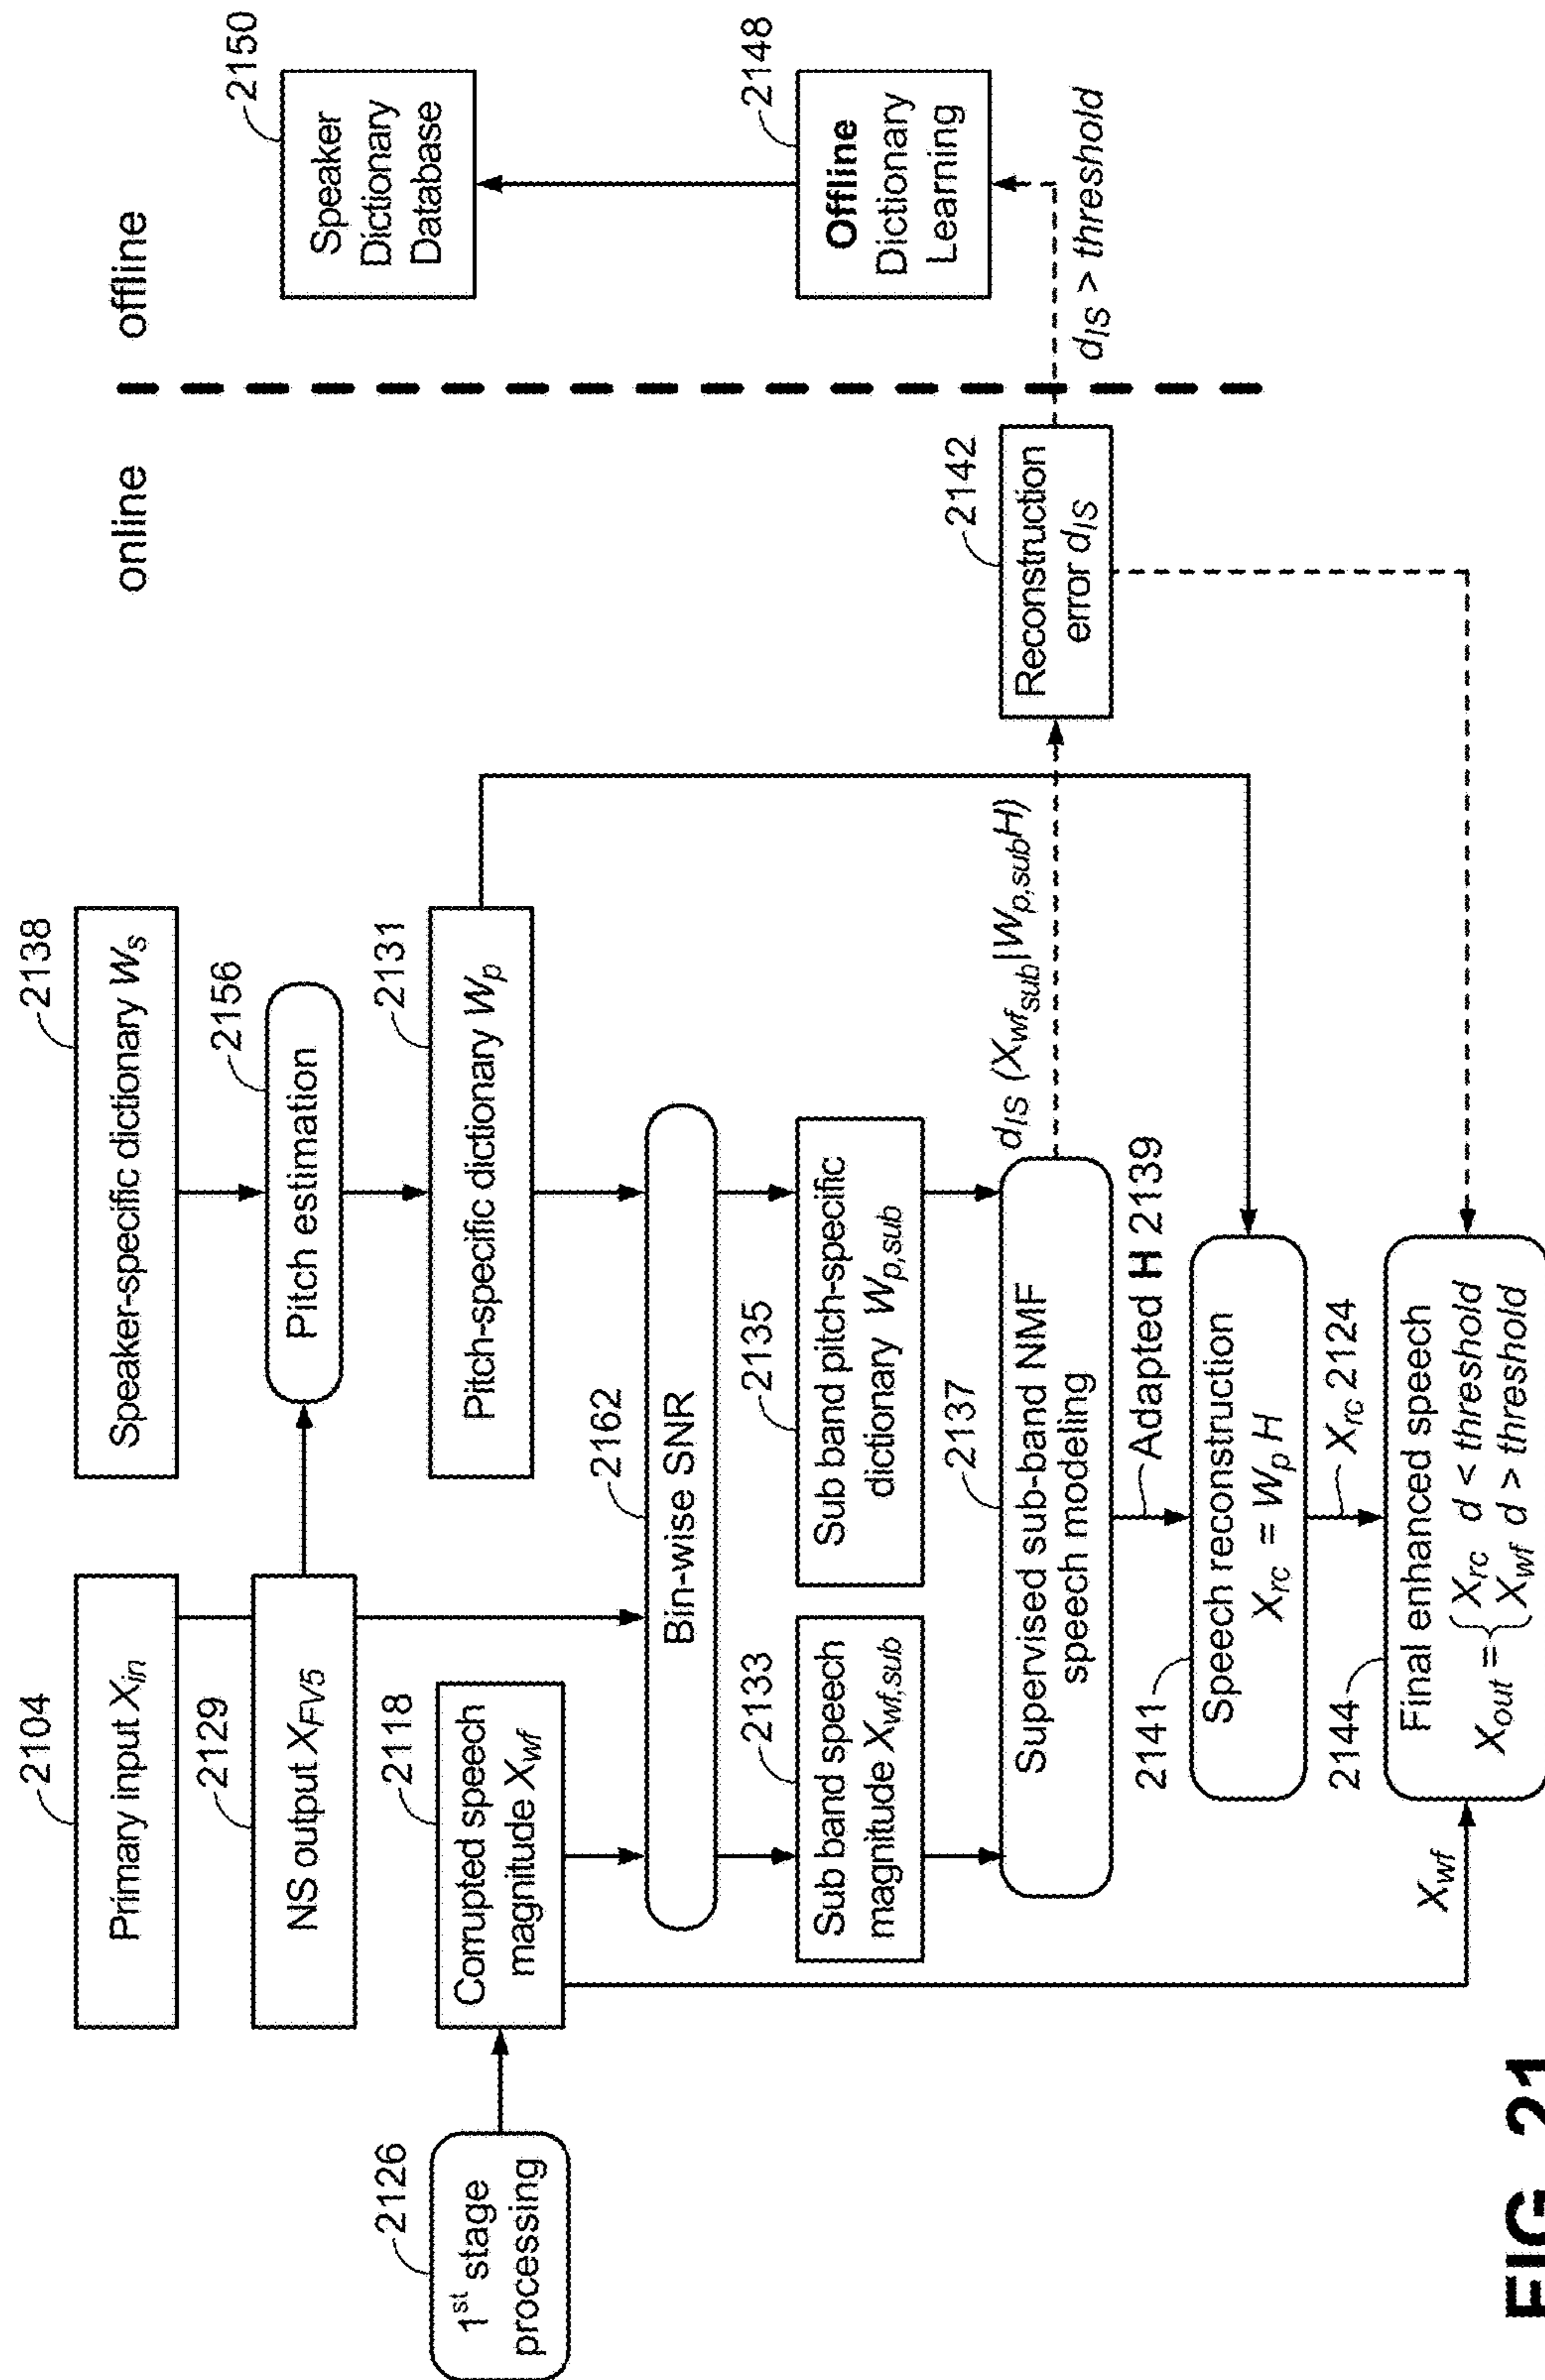 online
offline
2104
Primary input X_in
2138
Speaker-specific dictionary W_s
2150
Speaker
Dictionary
Database
2129
NS output X_FV5
2156
Pitch estimation
2126
1st stage
processing
2118
Corrupted speech
magnitude X_wf
2131
Pitch-specific dictionary W_p
2162
Bin-wise SNR
2133
Sub band speech
magnitude X_wf,sub
2135
Sub band pitch-specific
dictionary W_p,sub
2148
Offline
Dictionary
Learning
2137
Supervised sub-band NMF
speech modeling
d_IS (X_wf_sub|W_p,sub H)
2142
Reconstruction
error d_IS
d_IS > threshold
Adapted H 2139
2141
Speech reconstruction
X_rc = W_p H
X_rc 2124
2144
Final enhanced speech
X_out = { X_rc d < threshold
X_wf d > threshold
X_wf
FIG. 21